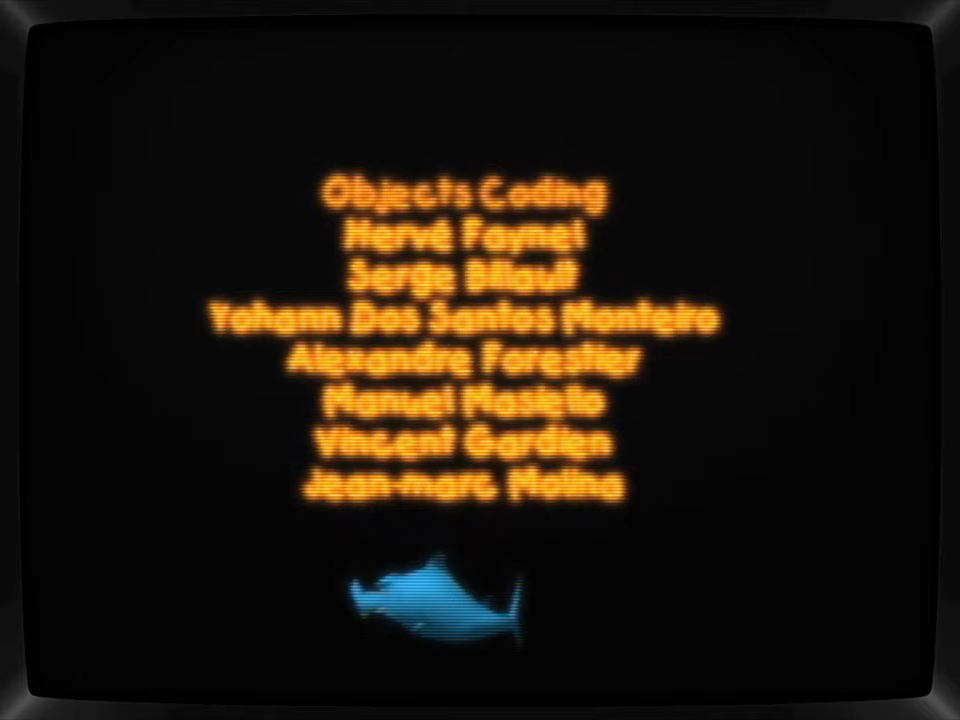 Objects Coding
Hervé Faynel
Serge Billault
Yohann Dos Santos Monteiro
Alexandre Forestier
Manuel Masiello
Vincent Gardien
Jean-marc Molina